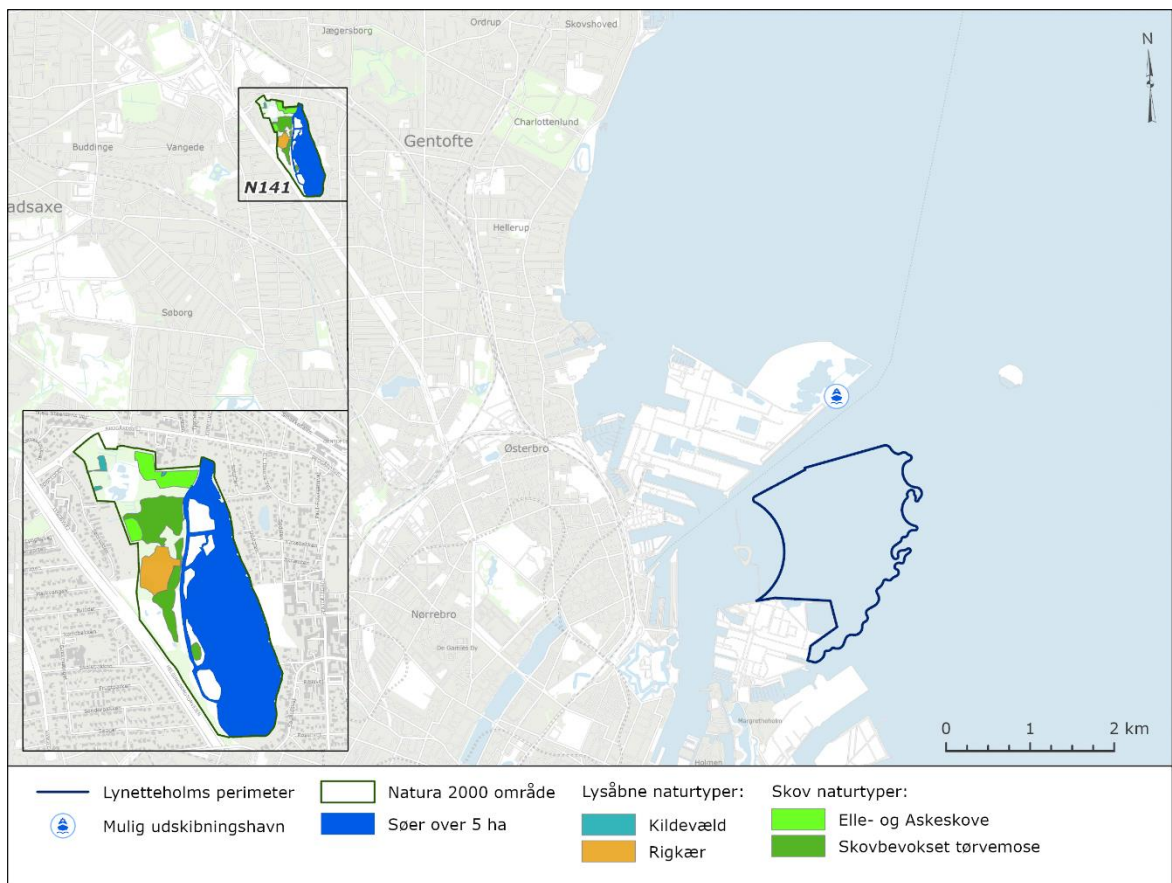 Ordrup
Skovshoved
Jægersborg
N
Charlottenlund
Gentofte
Buddinge
Vangede
N141
adsaxe
Hellerup
Søborg
Østerbro
Nørrebro
De Gamles By
Margretheholm
Holmen
0 1 2 km
Lynetteholms perimeter
Natura 2000 område
Lysåbne naturtyper:
Skov naturtyper:
Mulig udskibningshavn
Søer over 5 ha
Kildevæld
Elle- og Askeskove
Rigkær
Skovbevokset tørvemose